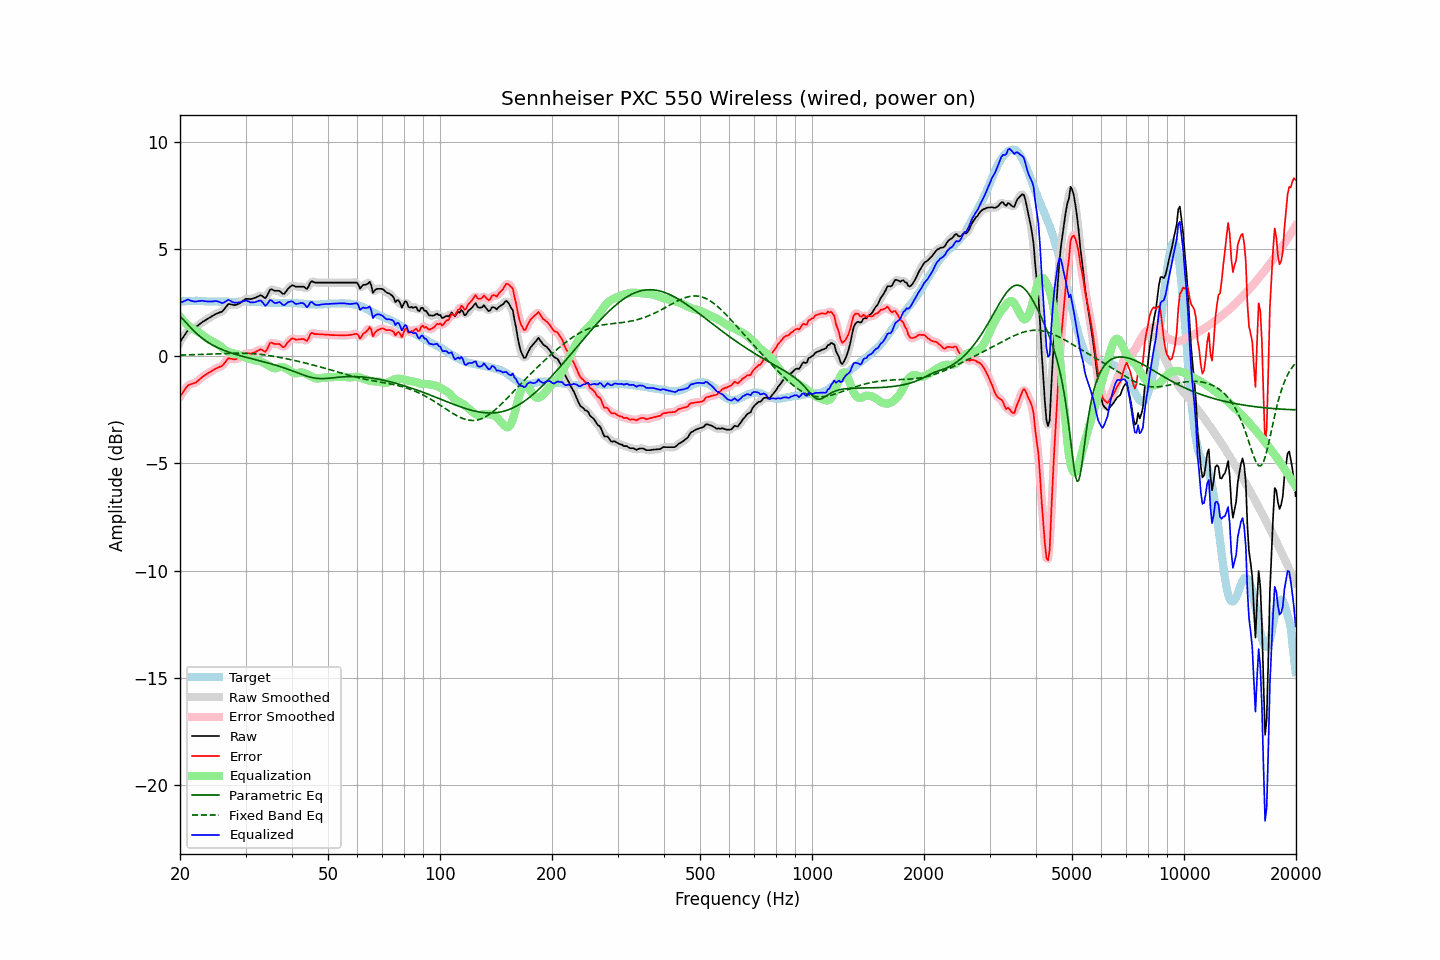 Sennheiser PXC 550 Wireless (wired, power on)
10
5
0
−5
−10
−15
−20
Amplitude (dBr)
Target
Raw Smoothed
Error Smoothed
Raw
Error
Equalization
Parametric Eq
Fixed Band Eq
Equalized
20 50 100 200 500 1000 2000 5000 10000 20000
Frequency (Hz)